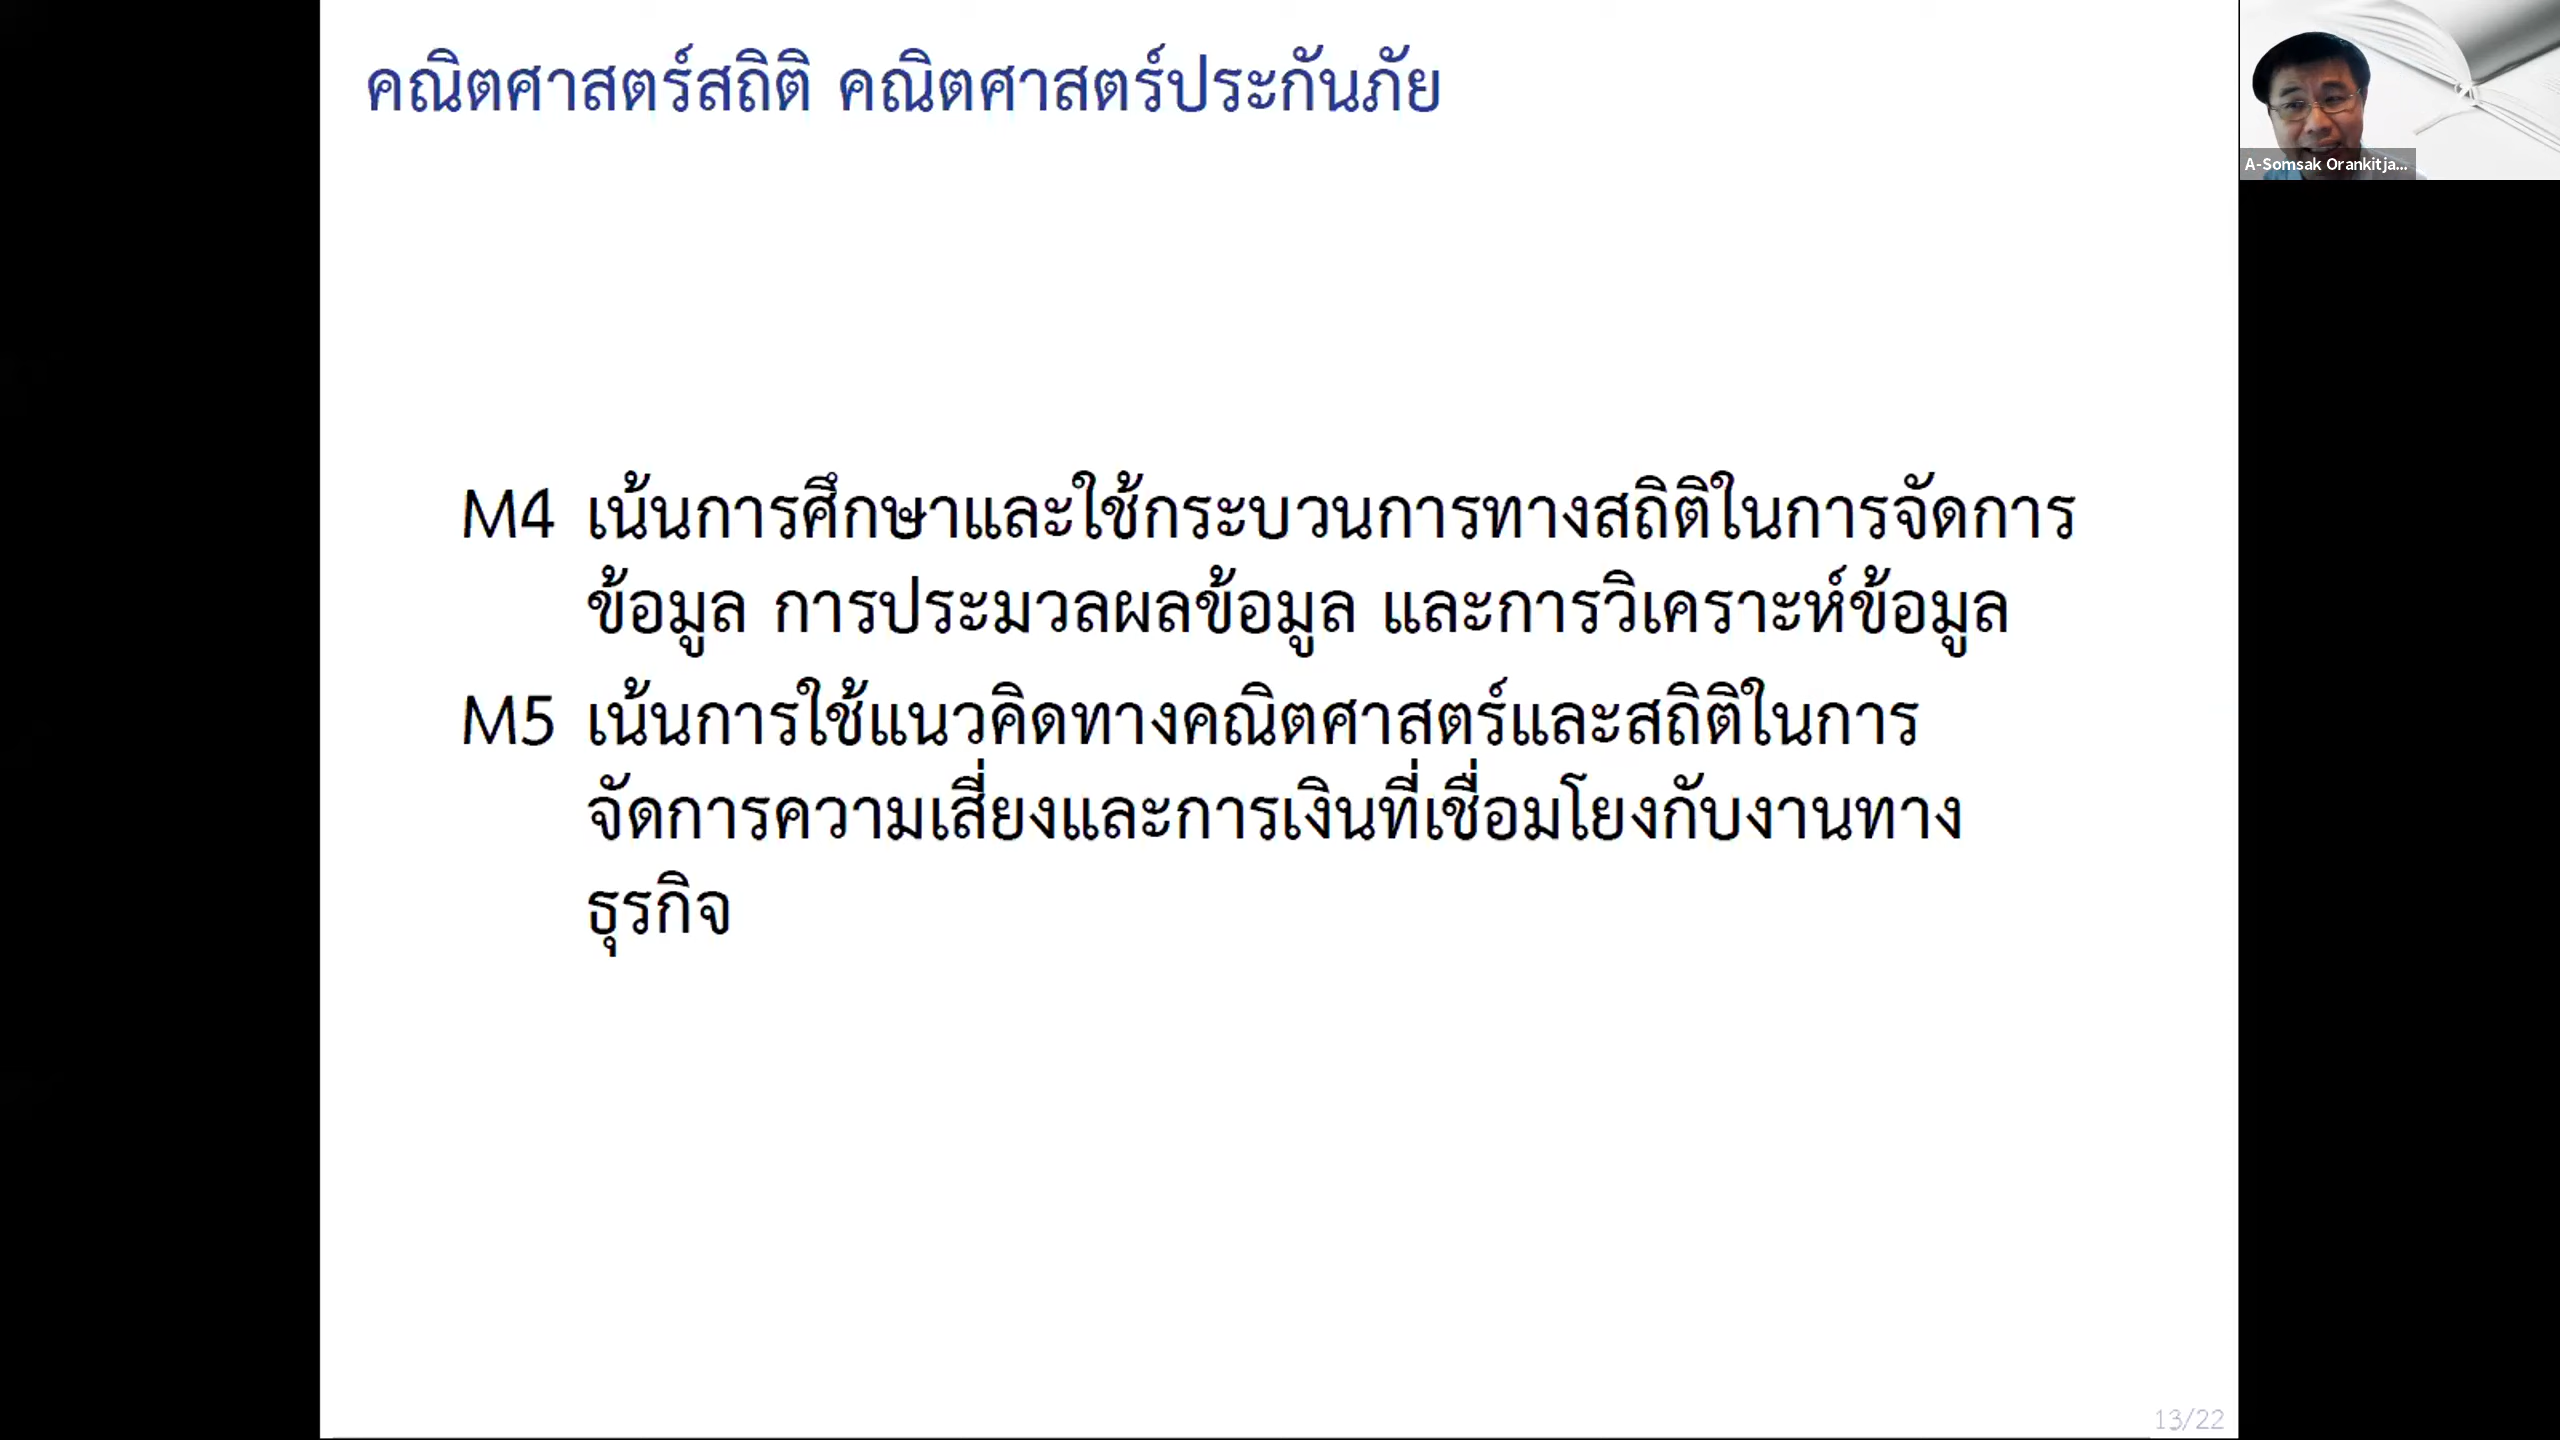 คณิตศาสตร์สถิติ คณิตศาสตร์ประกันภัย
A-Somsak Orankitja...
M4 เน้นการศึกษาและใช้กระบวนการทางสถิติในการจัดการ
ข้อมูล การประมวลผลข้อมูล และการวิเคราะห์ข้อมูล
M5 เน้นการใช้แนวคิดทางคณิตศาสตร์และสถิติในการ
จัดการความเสี่ยงและการเงินที่เชื่อมโยงกับงานทาง
ธุรกิจ
13/22